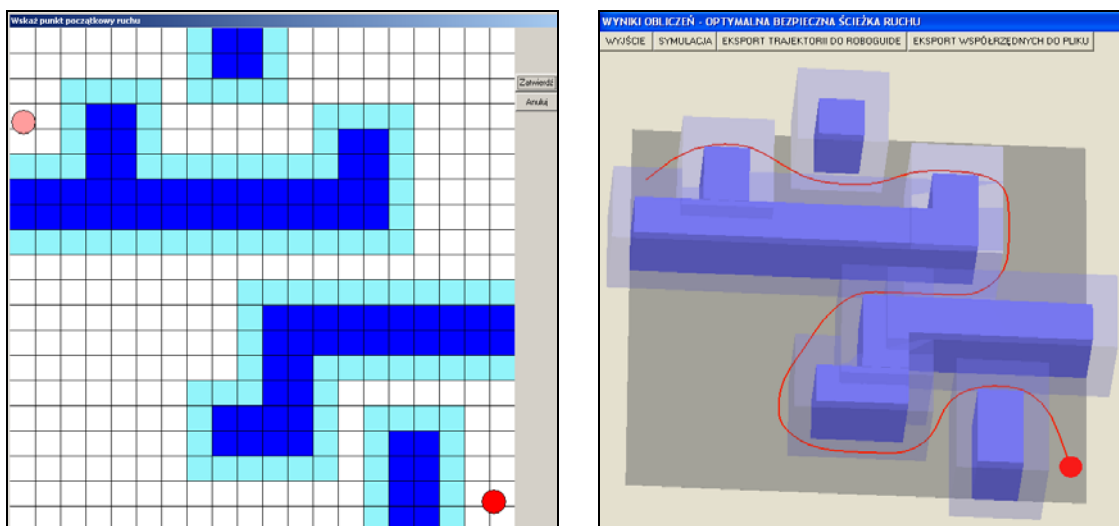 Wskaż punkt początkowy ruchu
Zatwierdź
Anuluj
WYNIKI OBLICZEŃ - OPTYMALNA BEZPIECZNA ŚCIEŻKA RUCHU
WYJŚCIE SYMULACJA EKSPORT TRAJEKTORII DO ROBOGUIDE EKSPORT WSPÓŁRZĘDNYCH DO PLIKU